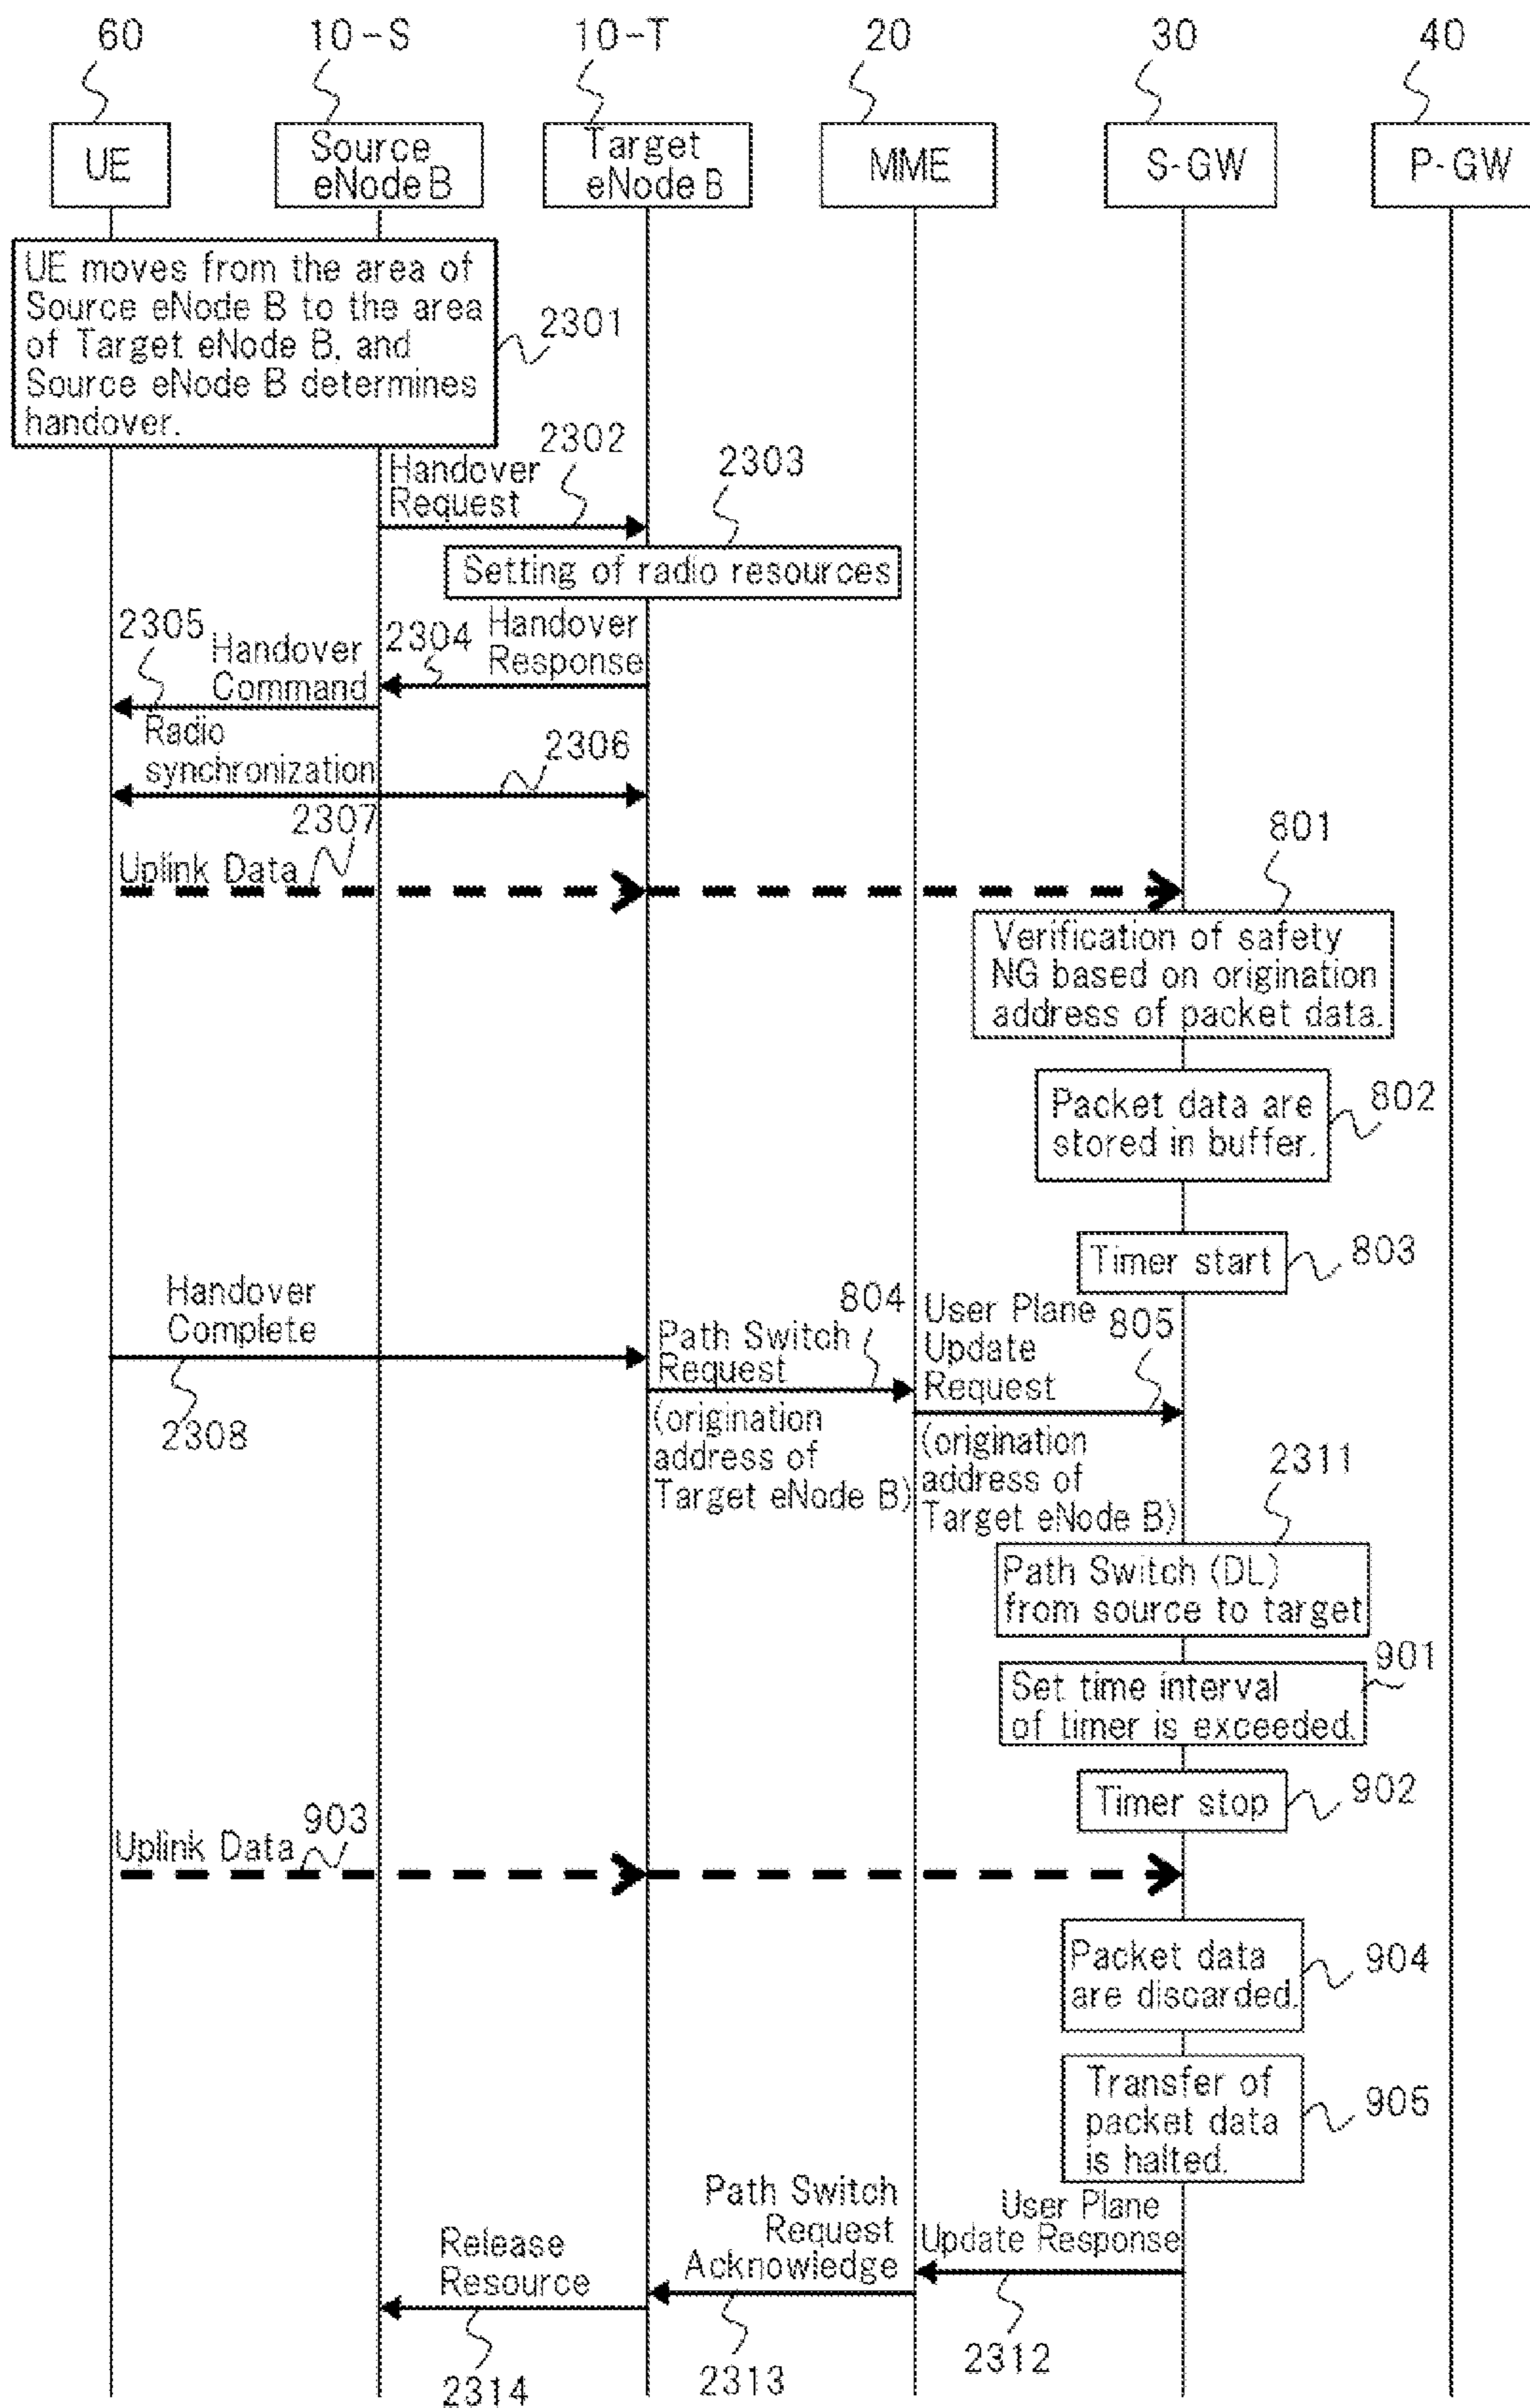 60
10-S
10-T
20
30
40
UE
Source
eNode B
Target
eNode B
MME
S-GW
P-GW
UE moves from the area of
Source eNode B to the area
of Target eNode B, and
Source eNode B determines
handover.
2301
Handover
Request
2302
2303
Setting of radio resources
2305
Handover
Command
2304
Handover
Response
Radio
synchronization
2306
2307
Uplink Data
801
Verification of safety
NG based on origination
address of packet data.
Packet data are
stored in buffer.
802
Timer start
803
Handover
Complete
2308
Path Switch
Request
804
(origination
address of
Target eNode B)
User Plane
Update
Request
805
(origination
address of
Target eNode B)
2311
Path Switch (DL)
from source to target
901
Set time interval
of timer is exceeded.
Timer stop
902
Uplink Data
903
Packet data
are discarded.
904
Transfer of
packet data
is halted.
905
User Plane
Update Response
2312
Path Switch
Request
Acknowledge
2313
Release
Resource
2314